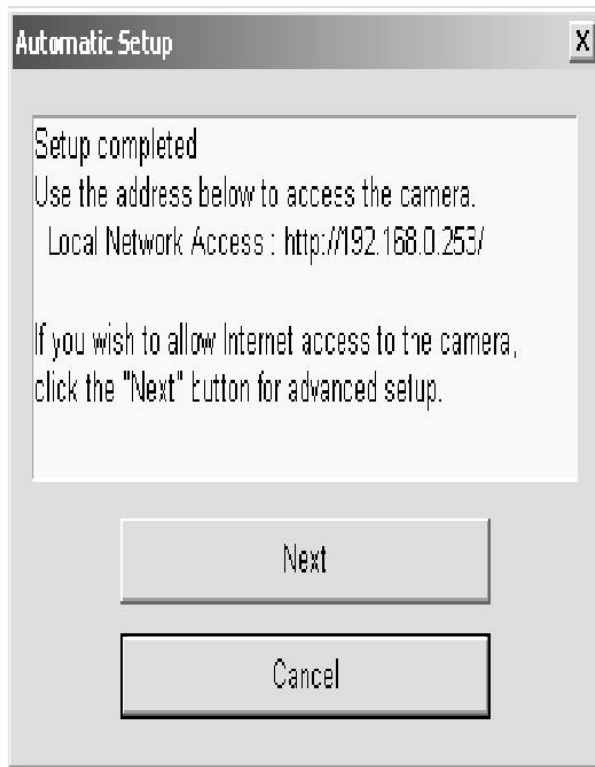 Automatic Setup
X
Setup completed
Use the address below to access the camera.
Local Network Access : http://192.168.0.253/
If you wish to allow Internet access to the camera,
click the "Next" button for advanced setup.
Next
Cancel